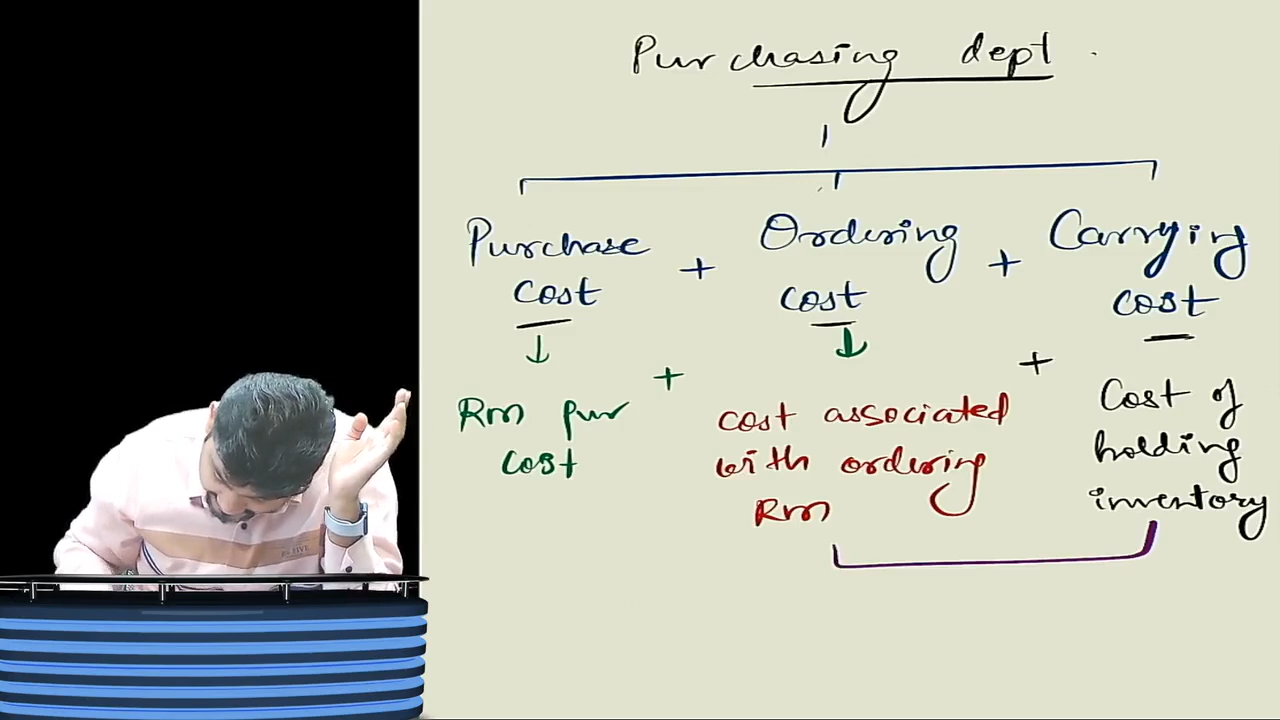 Purchasing dept
Purchase + Ordering + Carrying
cost cost cost
+ +
Rm pur cost associated Cost of
cost with ordering holding
Rm inventory